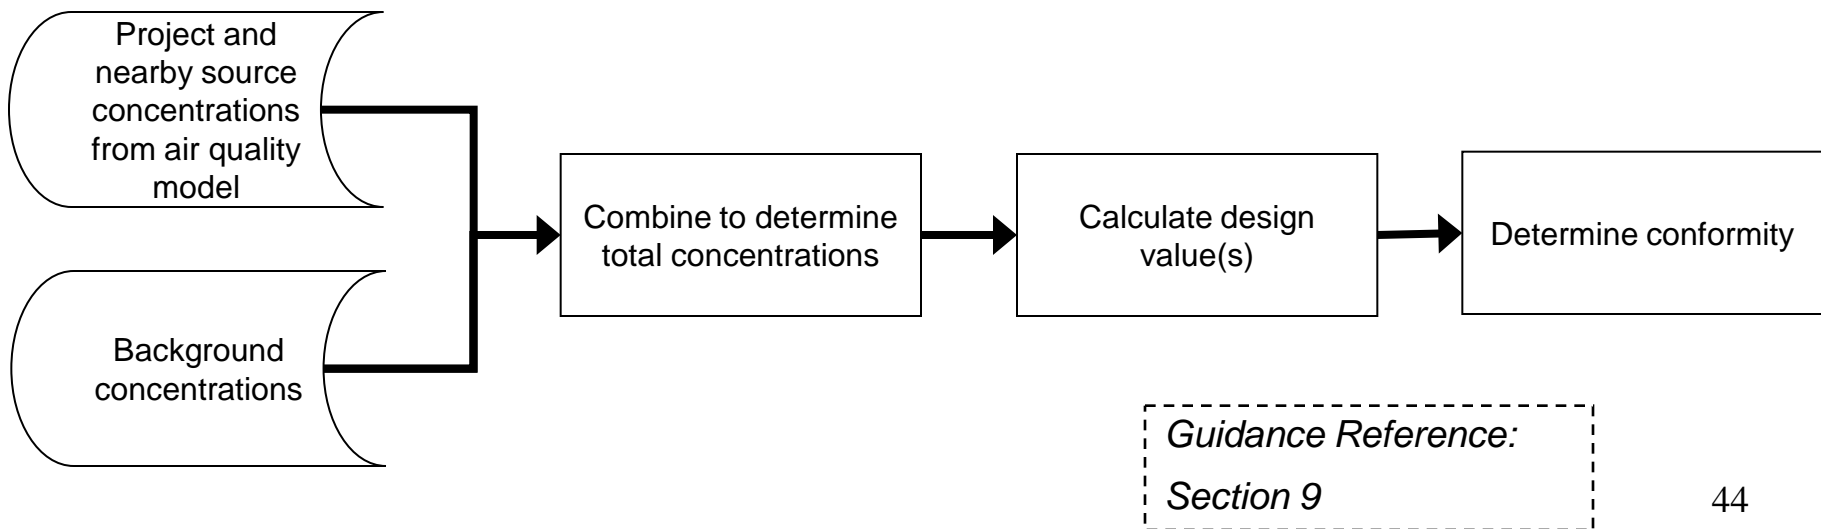 Project and
nearby source
concentrations
from air quality
model
Background
concentrations
Combine to determine
total concentrations
Calculate design
value(s)
Determine conformity
Guidance Reference:
Section 9
44